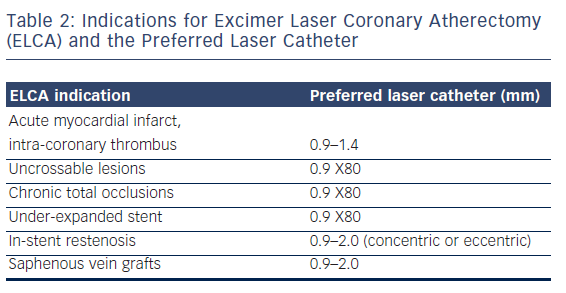 Table 2: Indications for Excimer Laser Coronary Atherectomy
(ELCA) and the Preferred Laser Catheter
ELCA indication Preferred laser catheter (mm)
Acute myocardial infarct,
intra-coronary thrombus 0.9–1.4
Uncrossable lesions 0.9 X80
Chronic total occlusions 0.9 X80
Under-expanded stent 0.9 X80
In-stent restenosis 0.9–2.0 (concentric or eccentric)
Saphenous vein grafts 0.9–2.0